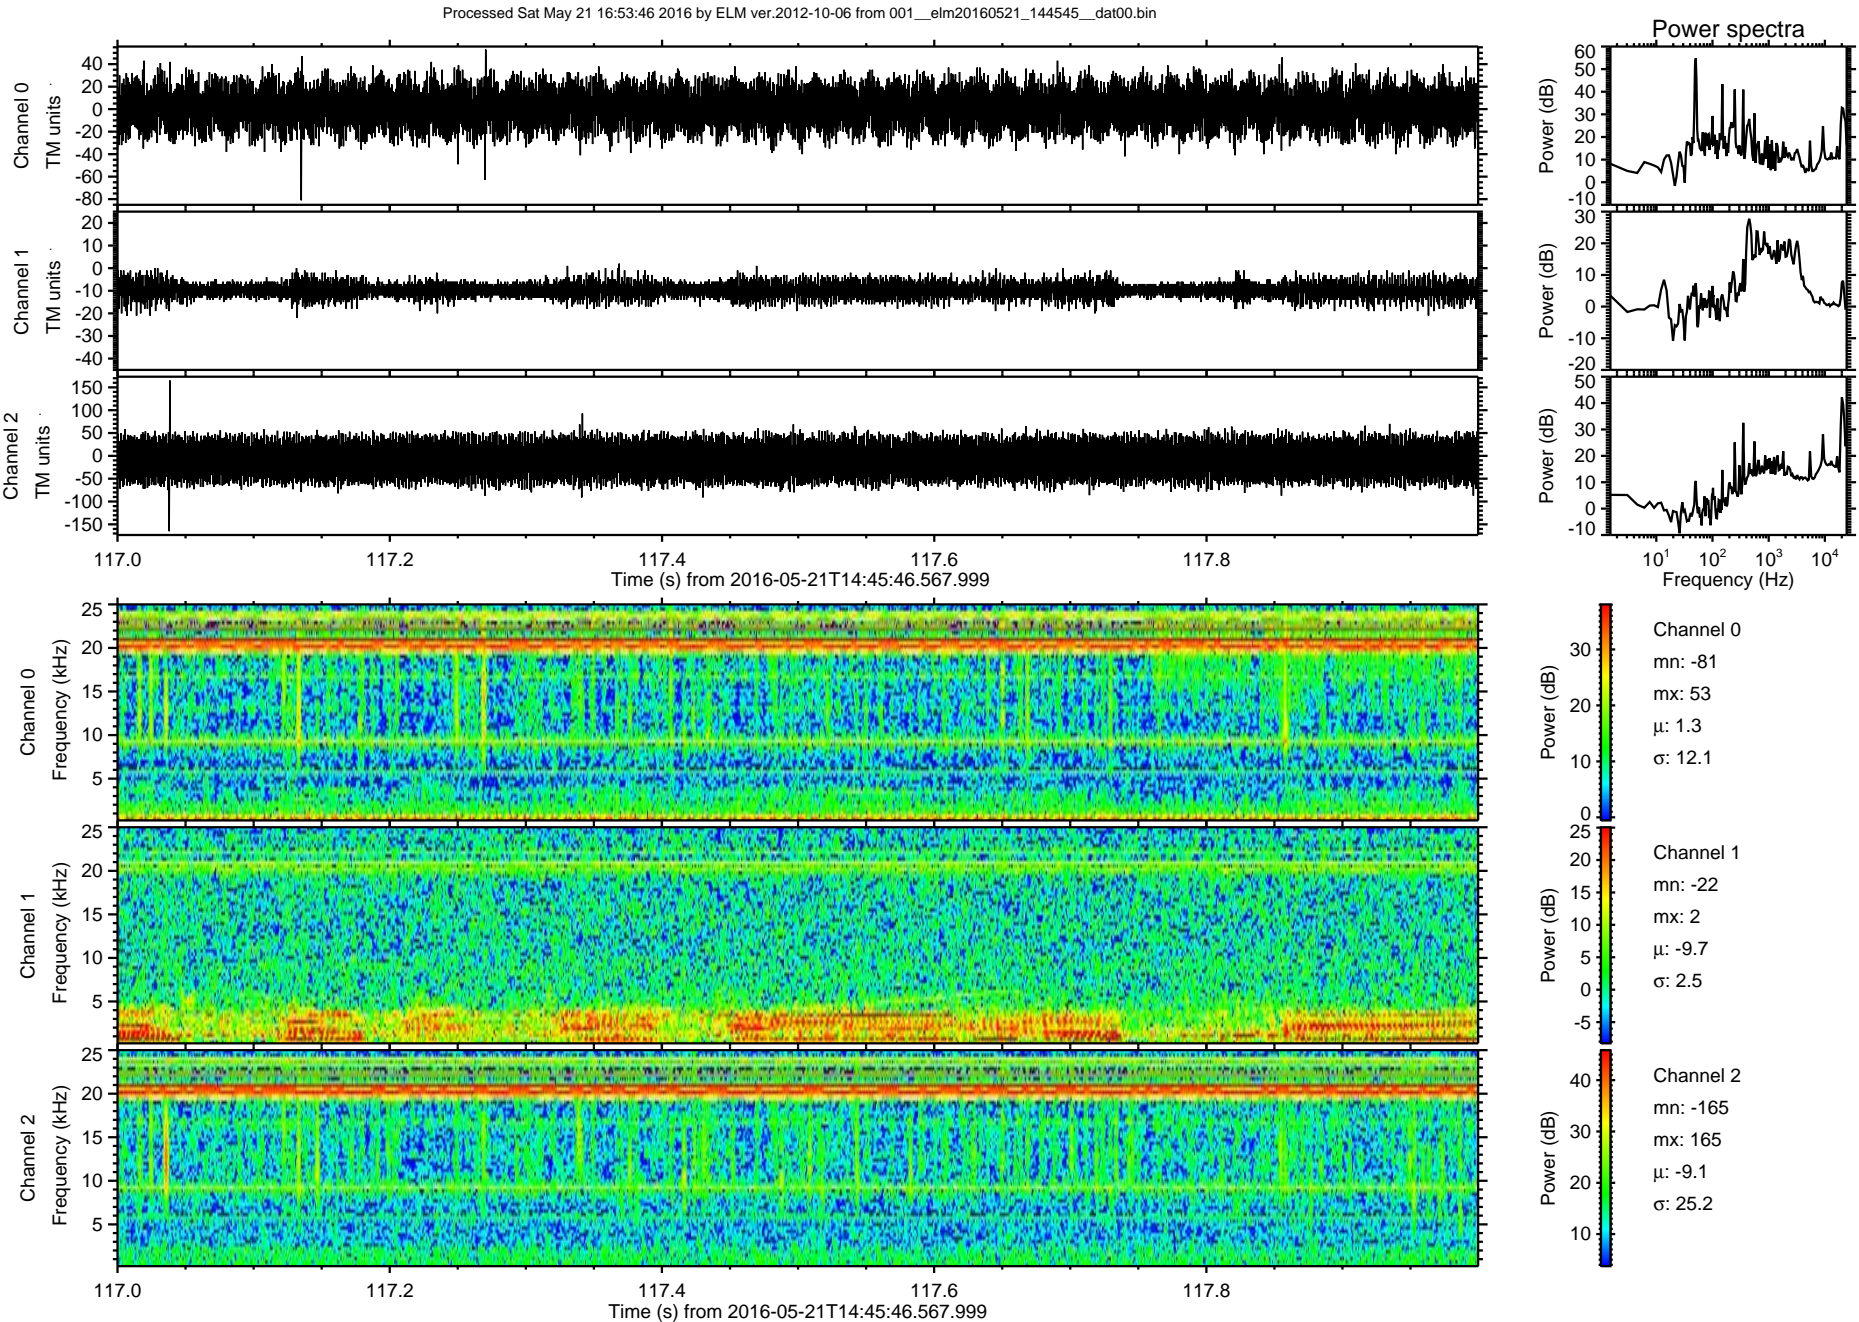 Processed Sat May 21 16:53:46 2016 by ELM ver.2012-10-06 from 001__elm20160521_144545__dat00.bin
Power spectra
Channel 0
TM units
40
20
0
-20
-40
-60
-80
Power (dB)
60
50
40
30
20
10
0
-10
Channel 1
TM units
20
10
0
-10
-20
-30
-40
Power (dB)
30
20
10
0
-10
-20
Channel 2
TM units
150
100
50
0
-50
-100
-150
Power (dB)
50
40
30
20
10
0
-10
117.0 117.2 117.4 117.6 117.8
Time (s) from 2016-05-21T14:45:46.567.999
10¹ 10² 10³ 10⁴
Frequency (Hz)
Channel 0
Frequency (kHz)
25
20
15
10
5
Power (dB)
30
20
10
0
Channel 0
mn: -81
mx: 53
μ: 1.3
σ: 12.1
Channel 1
Frequency (kHz)
25
20
15
10
5
Power (dB)
25
20
15
10
5
0
-5
Channel 1
mn: -22
mx: 2
μ: -9.7
σ: 2.5
Channel 2
Frequency (kHz)
25
20
15
10
5
Power (dB)
40
30
20
10
Channel 2
mn: -165
mx: 165
μ: -9.1
σ: 25.2
117.0 117.2 117.4 117.6 117.8
Time (s) from 2016-05-21T14:45:46.567.999